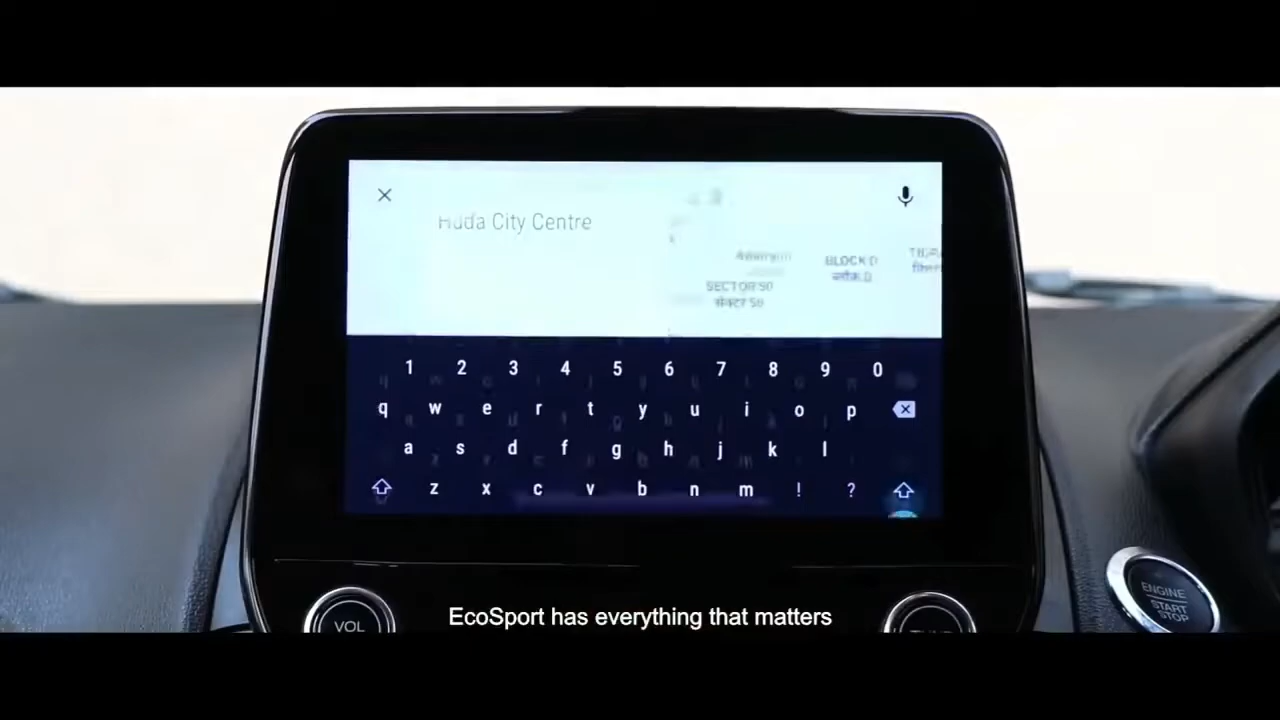 Huda City Centre
BLOCK D
ब्लॉक D
SECTOR 50
सेक्टर 50
1 2 3 4 5 6 7 8 9 0
q w e r t y u i o p
a s d f g h j k l
z x c v b n m ! ?
VOL
ENGINE
START
STOP
EcoSport has everything that matters